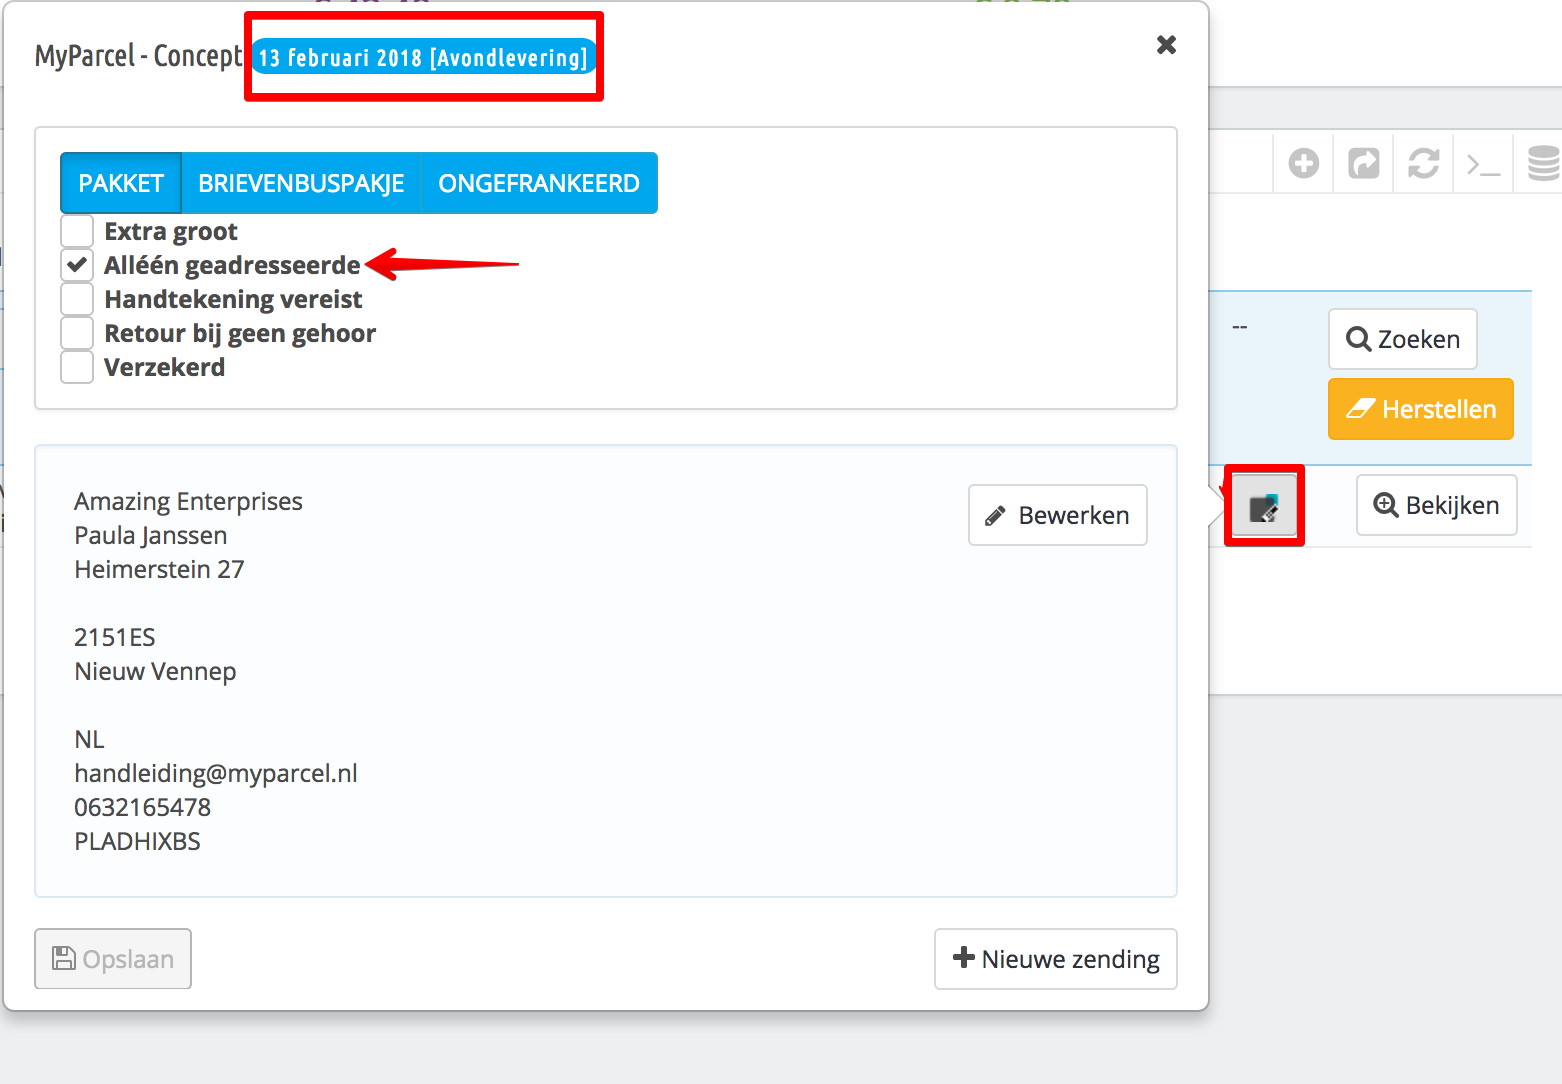 MyParcel - Concept 13 februari 2018 [Avondlevering]
PAKKET BRIEVENBUSPAKJE ONGEFRANKEERD
Extra groot
Alléén geadresseerde
Handtekening vereist
Retour bij geen gehoor
Verzekerd
--
Zoeken
Herstellen
Bekijken
Amazing Enterprises
Paula Janssen
Heimerstein 27
2151ES
Nieuw Vennep
NL
handleiding@myparcel.nl
0632165478
PLADHIXBS
Bewerken
Opslaan
Nieuwe zending